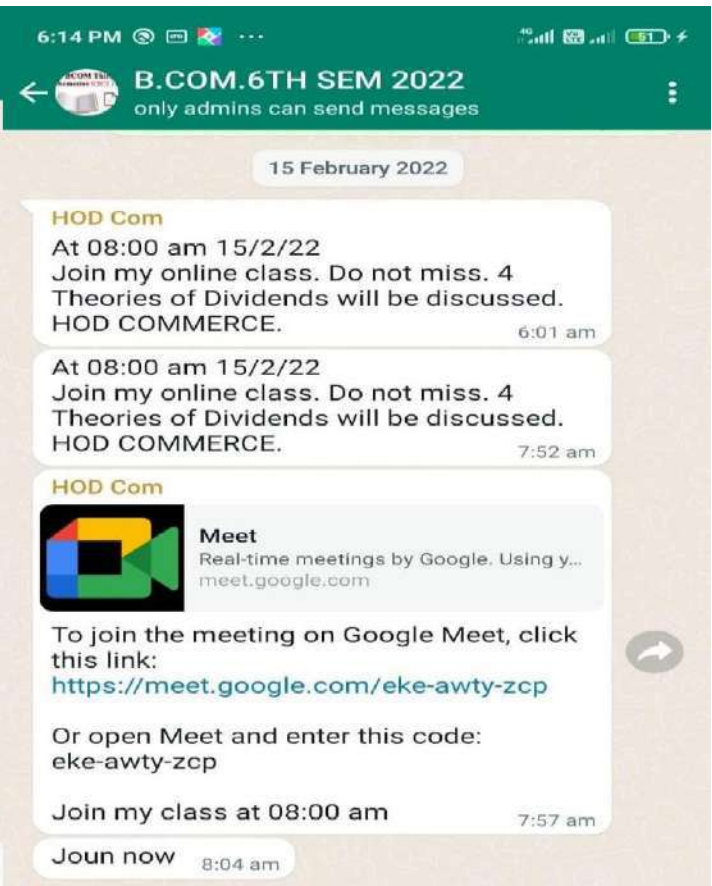 6:14 PM
4G
51
B.COM.6TH SEM 2022
only admins can send messages
15 February 2022
HOD Com
At 08:00 am 15/2/22
Join my online class. Do not miss. 4
Theories of Dividends will be discussed.
HOD COMMERCE.
6:01 am
At 08:00 am 15/2/22
Join my online class. Do not miss. 4
Theories of Dividends will be discussed.
HOD COMMERCE.
7:52 am
HOD Com
Meet
Real-time meetings by Google. Using y...
meet.google.com
To join the meeting on Google Meet, click
this link:
https://meet.google.com/eke-awty-zcp
Or open Meet and enter this code:
eke-awty-zcp
Join my class at 08:00 am
7:57 am
Joun now
8:04 am